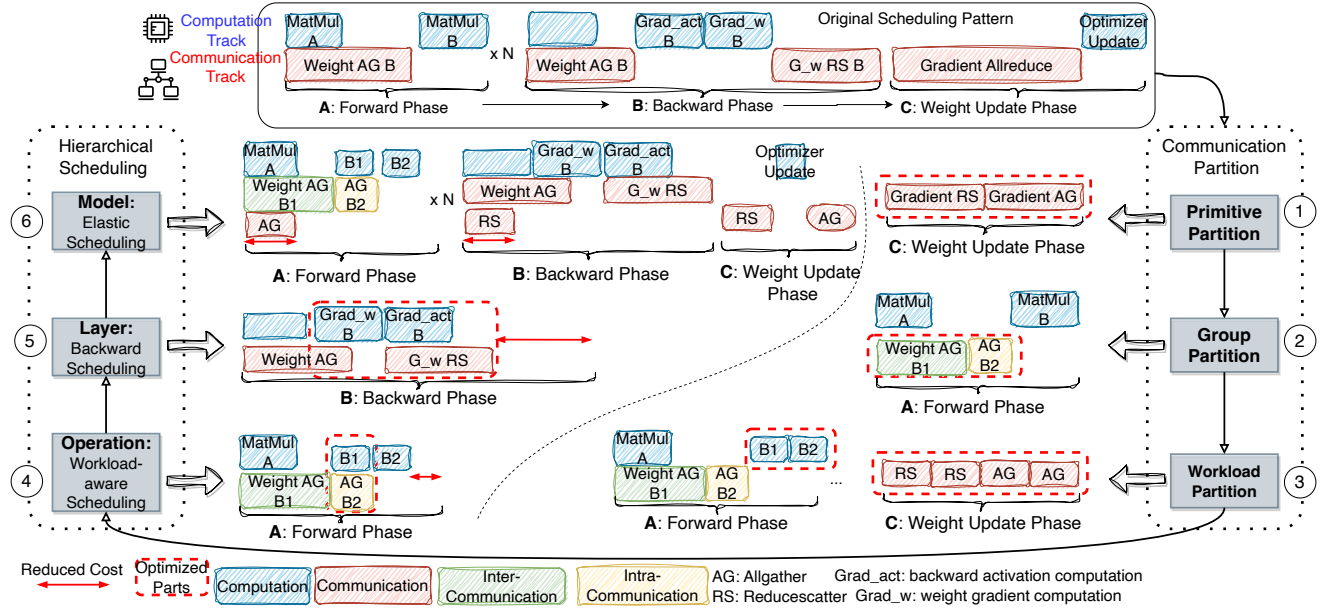 Original Scheduling Pattern
Computation
Track
Communication
Track
MatMul
A
MatMul
B
Weight AG B
x N
Grad_act
B
Grad_w
B
Weight AG B
G_w RS B
Optimizer
Update
Gradient Allreduce
A: Forward Phase
B: Backward Phase
C: Weight Update Phase
Hierarchical
Scheduling
6
Model:
Elastic
Scheduling
5
Layer:
Backward
Scheduling
4
Operation:
Workload-
aware
Scheduling
MatMul
A
B1
B2
Weight AG
B1
AG
B2
AG
x N
A: Forward Phase
Grad_w
B
Grad_act
B
Weight AG
G_w RS
RS
B: Backward Phase
Optimizer
Update
RS
AG
C: Weight Update
Phase
Grad_w
B
Grad_act
B
Weight AG
G_w RS
B: Backward Phase
MatMul
A
B1
B2
Weight AG
B1
AG
B2
A: Forward Phase
Communication
Partition
1
Primitive
Partition
2
Group
Partition
3
Workload
Partition
Gradient RS
Gradient AG
C: Weight Update Phase
MatMul
A
MatMul
B
Weight AG
B1
AG
B2
A: Forward Phase
MatMul
A
B1
B2
Weight AG
B1
AG
B2
...
A: Forward Phase
RS
RS
AG
AG
C: Weight Update Phase
Reduced Cost
Optimized
Parts
Computation
Communication
Inter-
Communication
Intra-
Communication
AG: Allgather
RS: Reducescatter
Grad_act: backward activation computation
Grad_w: weight gradient computation